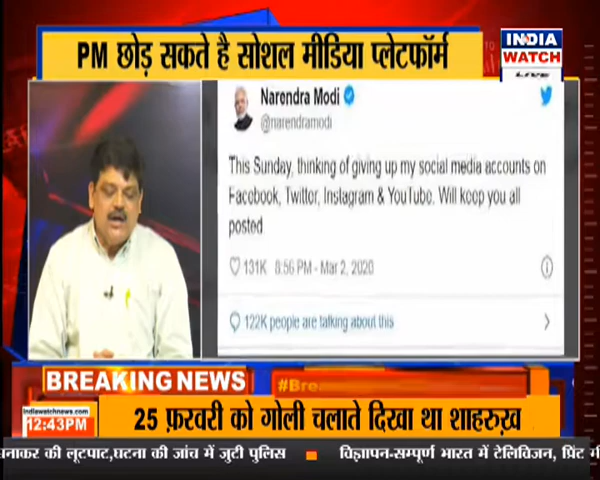 PM छोड़ सकते है सोशल मीडिया प्लेटफॉर्म
INDIA
WATCH
LIVE
Narendra Modi
@narendramodi
This Sunday, thinking of giving up my social media accounts on
Facebook, Twitter, Instagram & YouTube. Will keep you all
posted
131K 8:56 PM - Mar 2, 2020
122K people are talking about this
BREAKING NEWS
#Brea
indiawatchnews.com
12:43PM
25 फ़रवरी को गोली चलाते दिखा था शाहरुख़
नाकर की लूटपाट,घटना की जांच में जुटी पुलिस
विज्ञापन-सम्पूर्ण भारत में टेलिविज़न, प्रिंट